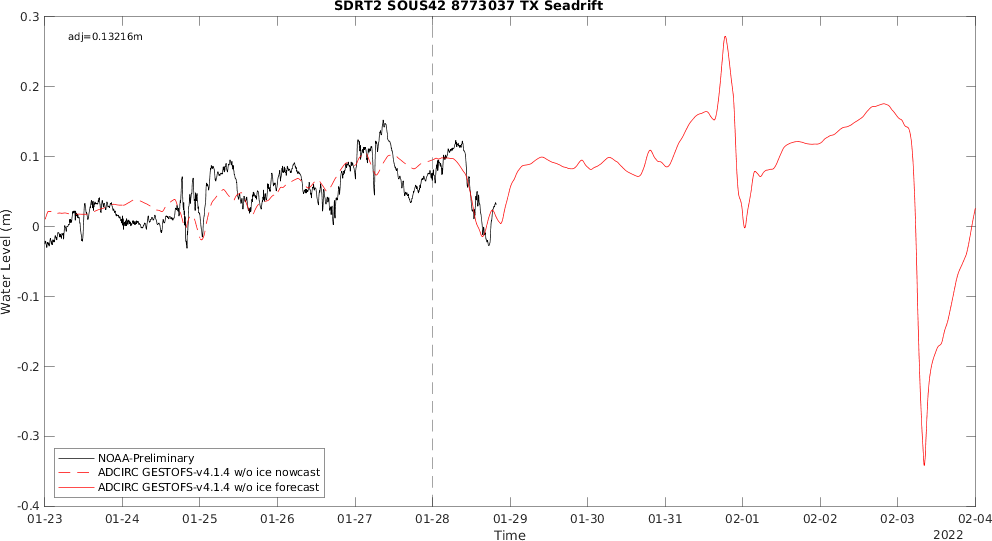 SDRT2 SOUS42 8773037 TX Seadrift
adj=0.13216m
0.3
0.2
0.1
0
-0.1
-0.2
-0.3
-0.4
Water Level (m)
NOAA-Preliminary
ADCIRC GESTOFS-v4.1.4 w/o ice nowcast
ADCIRC GESTOFS-v4.1.4 w/o ice forecast
01-23 01-24 01-25 01-26 01-27 01-28 01-29 01-30 01-31 02-01 02-02 02-03 02-04
Time
2022